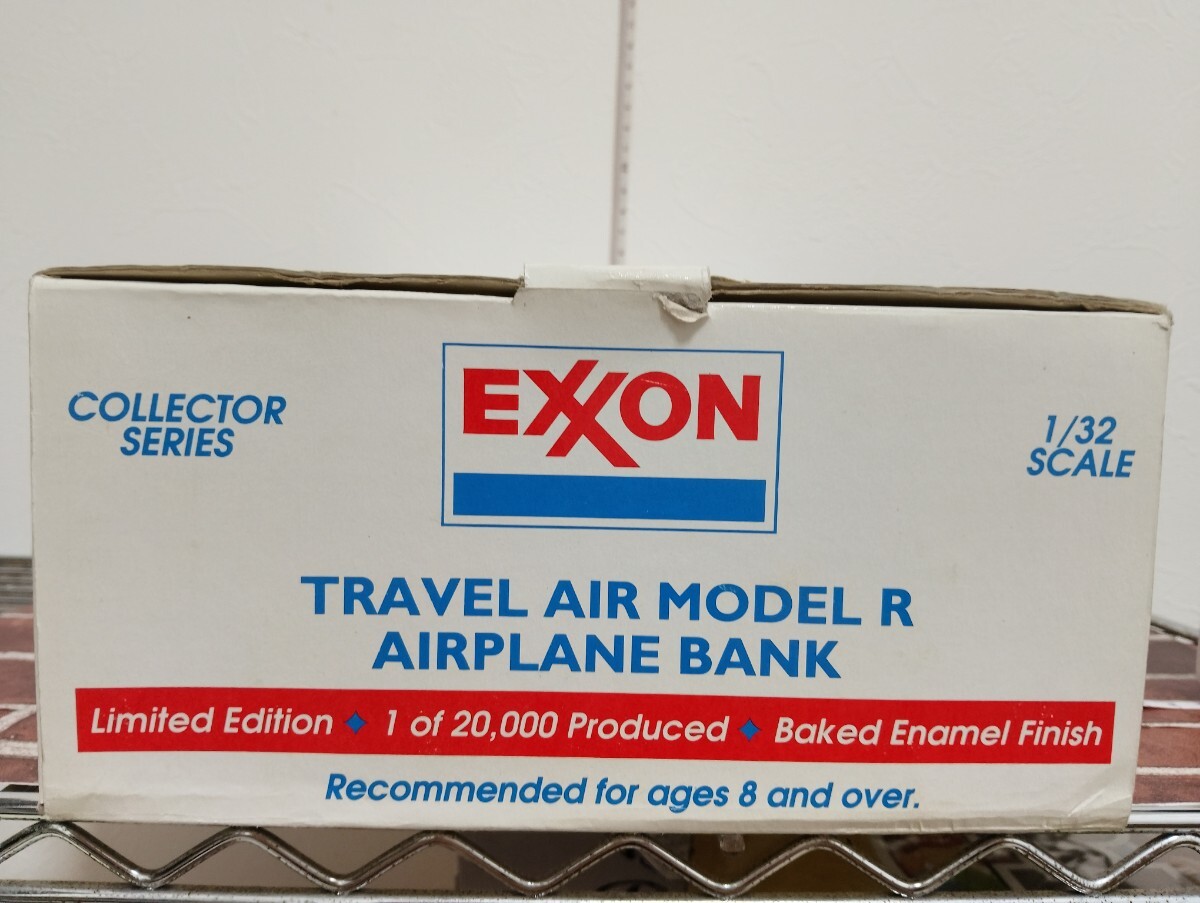 COLLECTOR
SERIES
EXXON
1/32
SCALE
TRAVEL AIR MODEL R
AIRPLANE BANK
Limited Edition ✦ 1 of 20,000 Produced ✦ Baked Enamel Finish
Recommended for ages 8 and over.